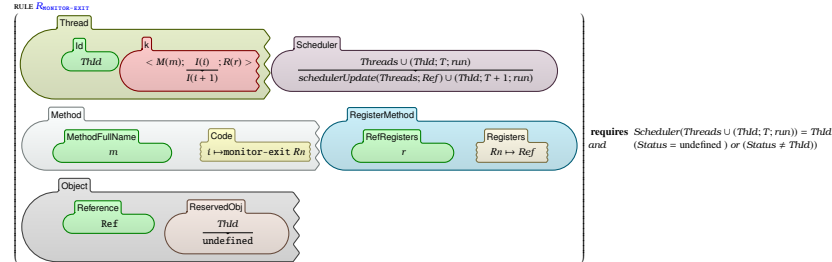 RULE R_MONITOR-EXIT
Thread
Id
ThId
k
< M(m); I(i) ; R(r) >
I(i + 1)
Scheduler
Threads ∪ (ThId; T; run)
schedulerUpdate(Threads; Ref) ∪ (ThId; T + 1; run)
Method
MethodFullName
m
Code
i ↦ monitor-exit Rn
RegisterMethod
RefRegisters
r
Registers
Rn ↦ Ref
requires Scheduler(Threads ∪ (ThId; T; run)) = ThId
and (Status = undefined ) or (Status ≠ ThId))
Object
Reference
Ref
ReservedObj
ThId
undefined